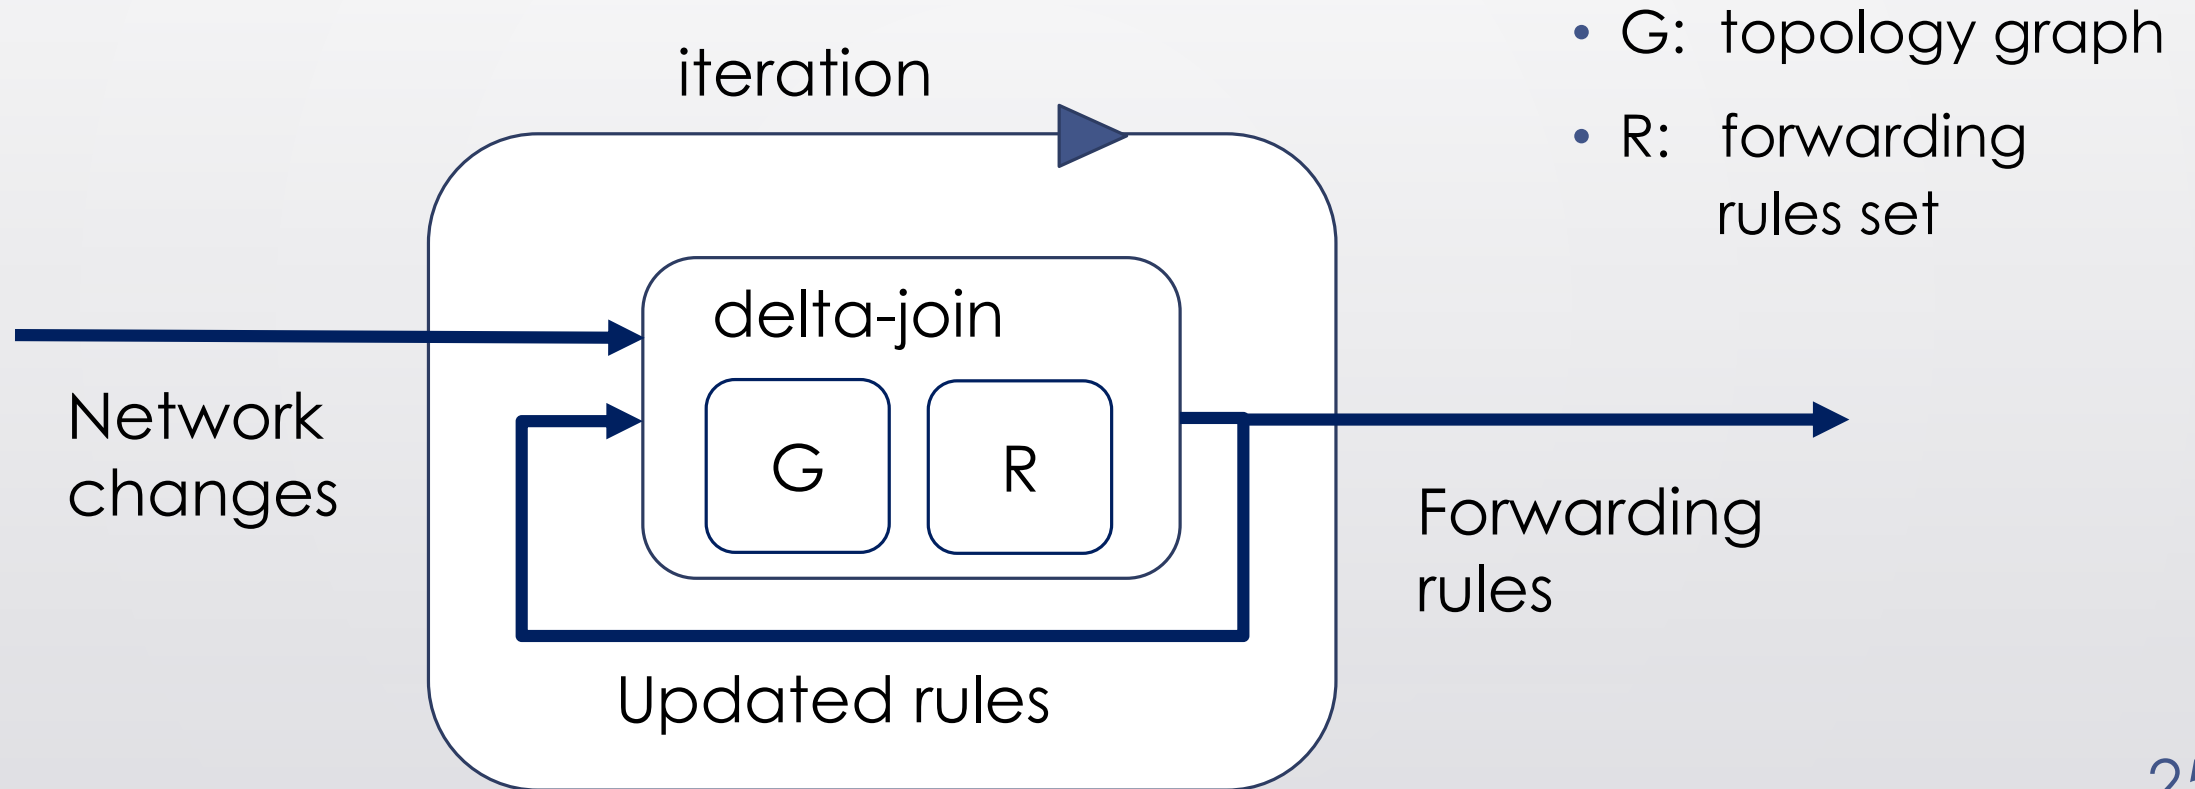 • G: topology graph
iteration
• R: forwarding
rules set
delta-join
Network
changes
G
R
Forwarding
rules
Updated rules